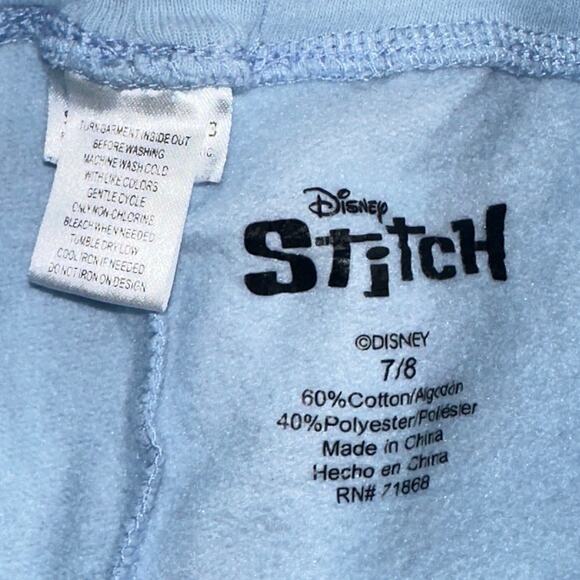 TURN GARMENT INSIDE OUT
BEFORE WASHING
MACHINE WASH COLD
WITH LIKE COLORS
GENTLE CYCLE
ONLY NON-CHLORINE
BLEACH WHEN NEEDED
TUMBLE DRY LOW
COOL IRON IF NEEDED
DO NOT IRON ON DESIGN
Disney
Stitch
©DISNEY
7/8
60%Cotton/Algodón
40%Polyester/Poliésier
Made in China
Hecho en China
RN# 71868